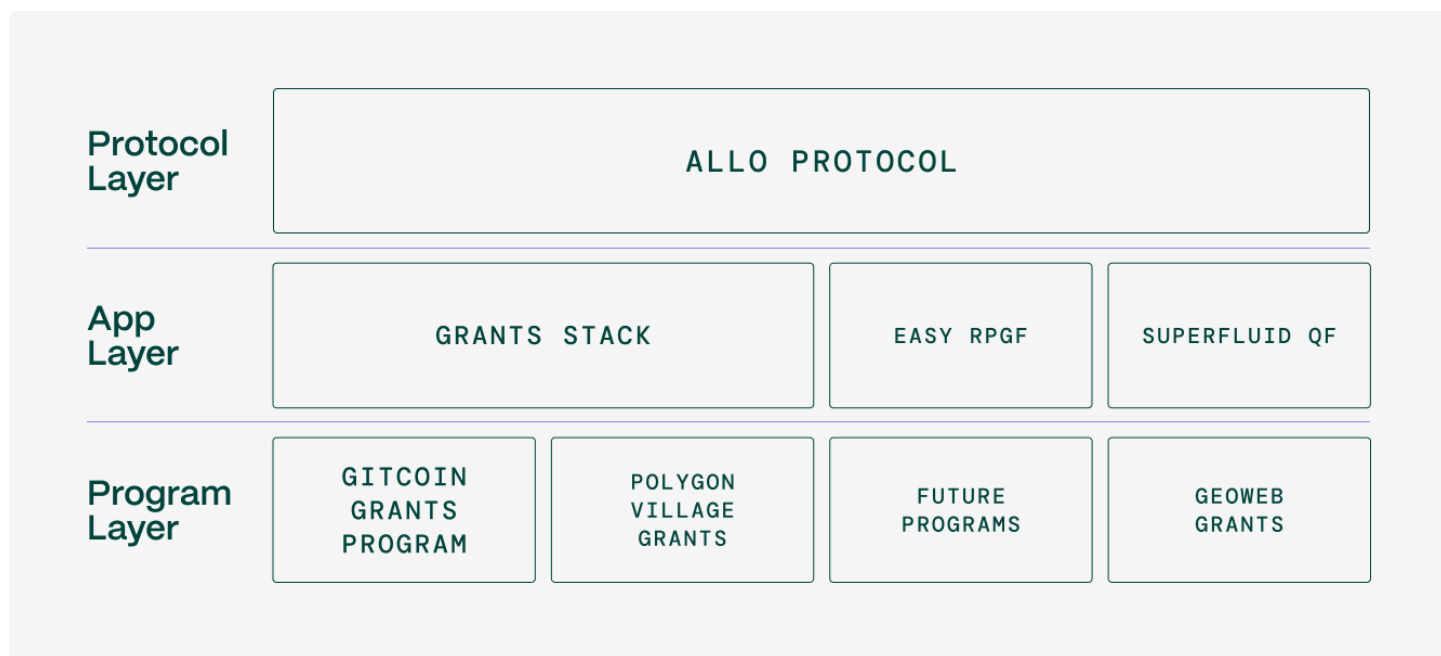 Protocol
Layer
ALLO PROTOCOL
App
Layer
GRANTS STACK
EASY RPGF
SUPERFLUID QF
Program
Layer
GITCOIN
GRANTS
PROGRAM
POLYGON
VILLAGE
GRANTS
FUTURE
PROGRAMS
GEOWEB
GRANTS